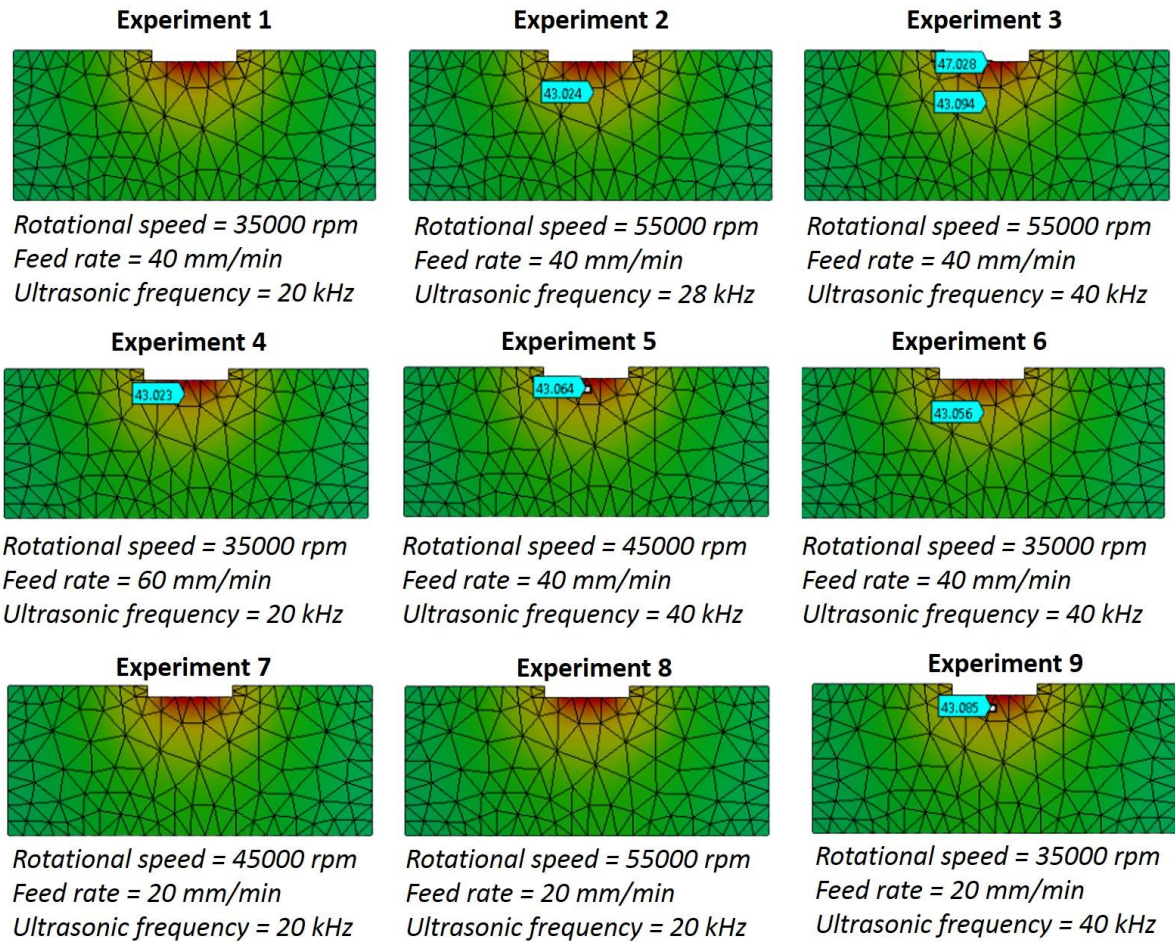 Experiment 1
Experiment 2
Experiment 3
43.024
47.028
43.094
Rotational speed = 35000 rpm
Feed rate = 40 mm/min
Ultrasonic frequency = 20 kHz
Rotational speed = 55000 rpm
Feed rate = 40 mm/min
Ultrasonic frequency = 28 kHz
Rotational speed = 55000 rpm
Feed rate = 40 mm/min
Ultrasonic frequency = 40 kHz
Experiment 4
Experiment 5
Experiment 6
43.023
43.064
43.056
Rotational speed = 35000 rpm
Feed rate = 60 mm/min
Ultrasonic frequency = 20 kHz
Rotational speed = 45000 rpm
Feed rate = 40 mm/min
Ultrasonic frequency = 40 kHz
Rotational speed = 35000 rpm
Feed rate = 40 mm/min
Ultrasonic frequency = 40 kHz
Experiment 7
Experiment 8
Experiment 9
43.085
Rotational speed = 45000 rpm
Feed rate = 20 mm/min
Ultrasonic frequency = 20 kHz
Rotational speed = 55000 rpm
Feed rate = 20 mm/min
Ultrasonic frequency = 20 kHz
Rotational speed = 35000 rpm
Feed rate = 20 mm/min
Ultrasonic frequency = 40 kHz